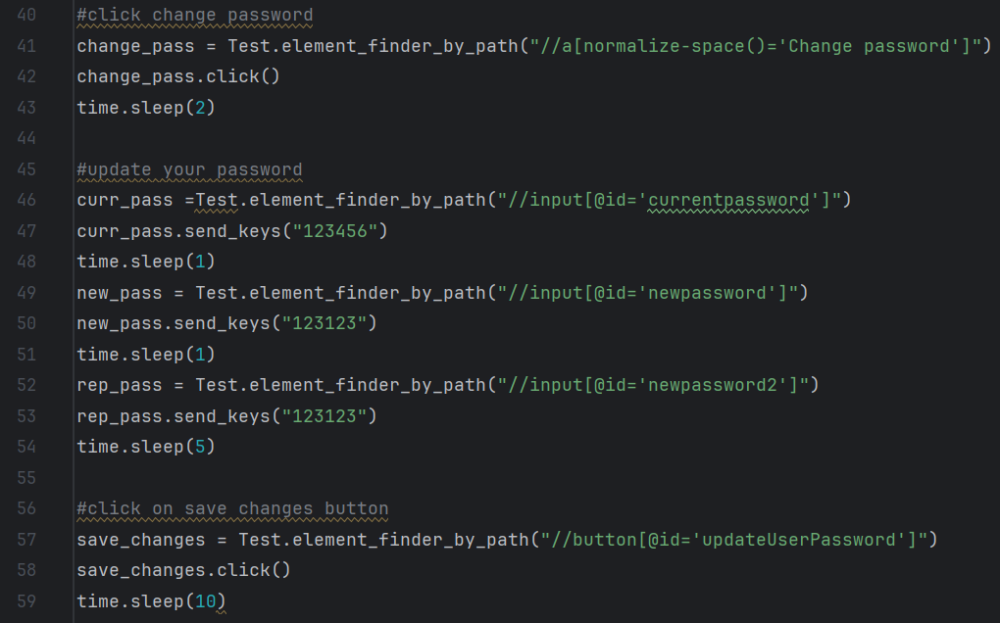 40 #click change password
41 change_pass = Test.element_finder_by_path("//a[normalize-space()='Change password']")
42 change_pass.click()
43 time.sleep(2)
44
45 #update your password
46 curr_pass =Test.element_finder_by_path("//input[@id='currentpassword']")
47 curr_pass.send_keys("123456")
48 time.sleep(1)
49 new_pass = Test.element_finder_by_path("//input[@id='newpassword']")
50 new_pass.send_keys("123123")
51 time.sleep(1)
52 rep_pass = Test.element_finder_by_path("//input[@id='newpassword2']")
53 rep_pass.send_keys("123123")
54 time.sleep(5)
55
56 #click on save changes button
57 save_changes = Test.element_finder_by_path("//button[@id='updateUserPassword']")
58 save_changes.click()
59 time.sleep(10)